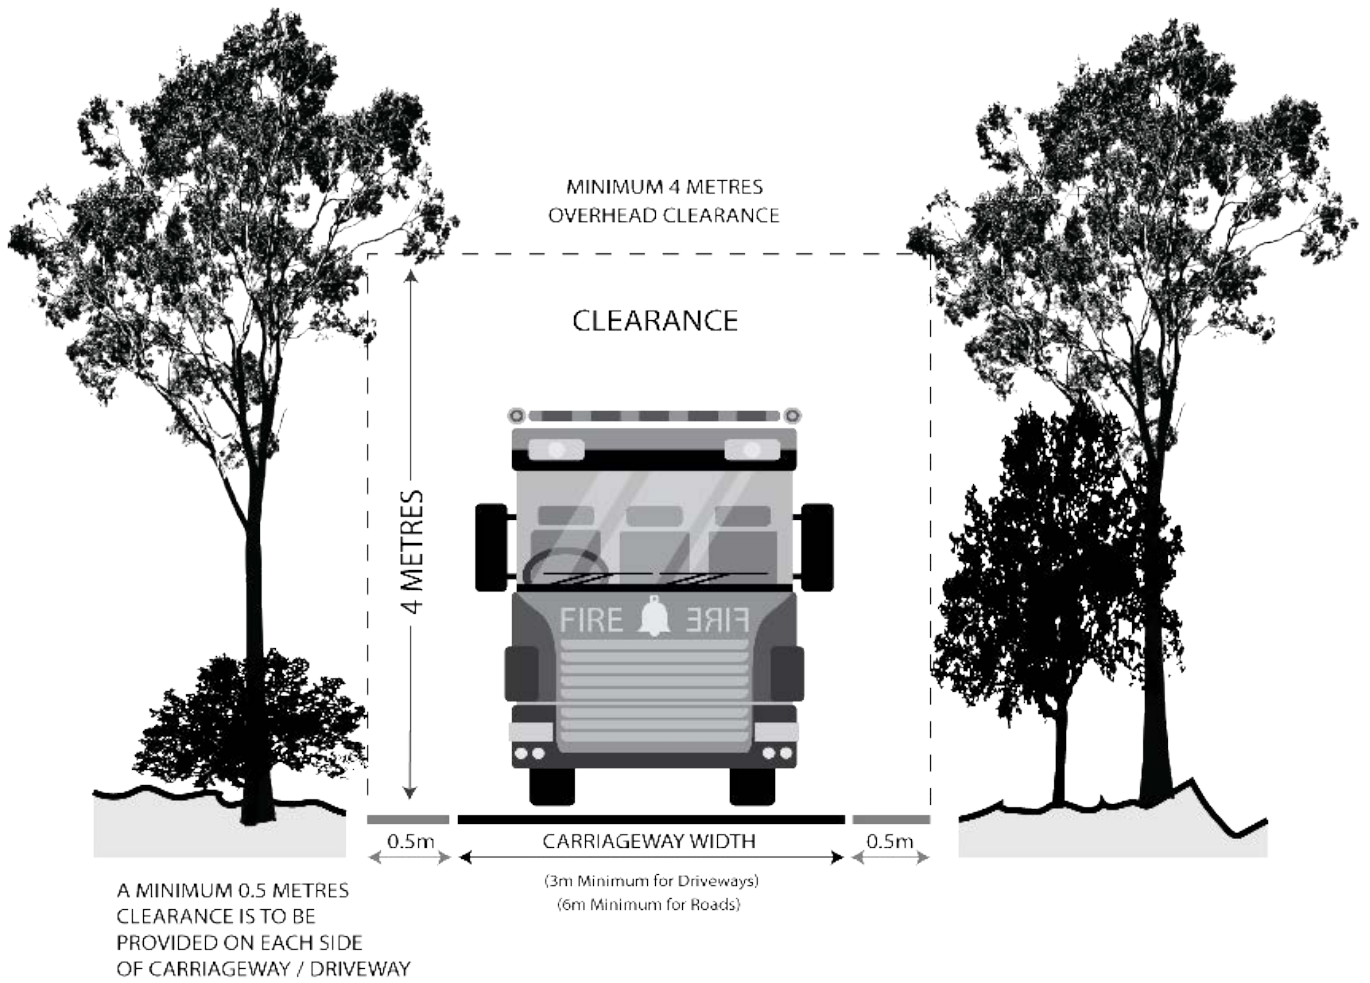 MINIMUM 4 METRES
OVERHEAD CLEARANCE
CLEARANCE
4 METRES
FIRE FIRE
0.5m
CARRIAGEWAY WIDTH
0.5m
(3m Minimum for Driveways)
(6m Minimum for Roads)
A MINIMUM 0.5 METRES
CLEARANCE IS TO BE
PROVIDED ON EACH SIDE
OF CARRIAGEWAY / DRIVEWAY